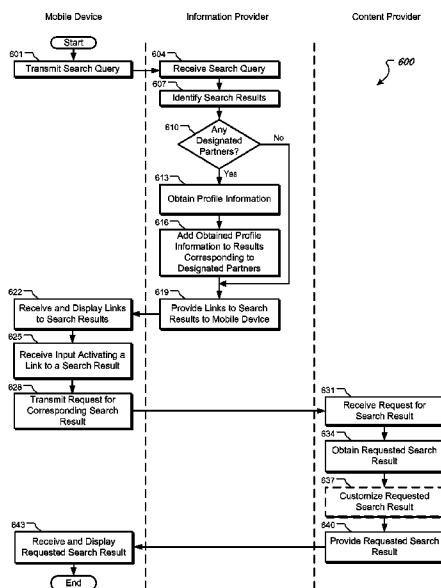 Mobile Device
Information Provider
Content Provider
Start
600
601
Transmit Search Query
604
Receive Search Query
607
Identify Search Results
610
Any
Designated
Partners?
No
Yes
613
Obtain Profile Information
616
Add Obtained Profile
Information to Results
Corresponding to
Designated Partners
619
Provide Links to Search
Results to Mobile Device
622
Receive and Display Links
to Search Results
625
Receive Input Activating a
Link to a Search Result
628
Transmit Request for
Corresponding Search
Result
631
Receive Request for
Search Result
634
Obtain Requested Search
Result
637
Customize Requested
Search Result
640
Provide Requested Search
Result
643
Receive and Display
Requested Search Result
End